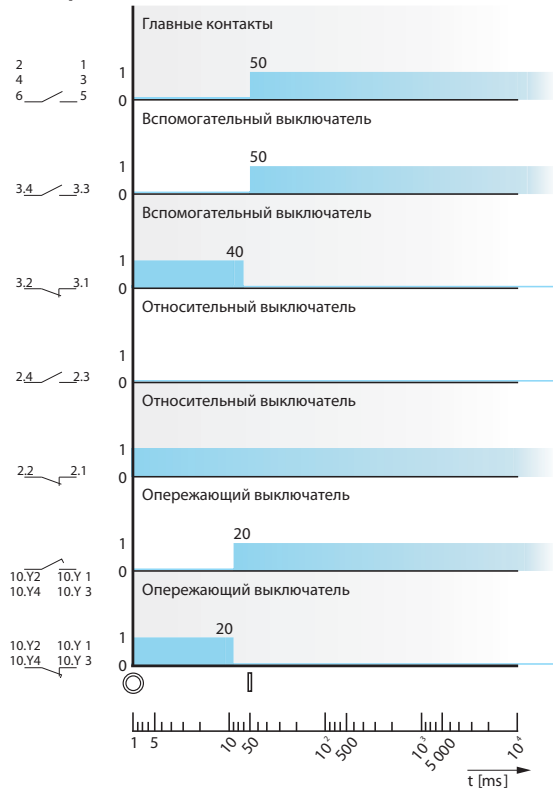 Главные контакты
2 1
4 3
6 5
1
50
0
Вспомогательный выключатель
1
50
3.4 3.3
0
Вспомогательный выключатель
40
1
3.2 3.1
0
Относительный выключатель
1
2.4 2.3
0
Относительный выключатель
1
2.2 2.1
0
Опережающий выключатель
20
1
0
10.Y2 10.Y 1
10.Y4 10.Y 3
Опережающий выключатель
20
10.Y2 10.Y 1
10.Y4 10.Y 3
1
0
1 5 10 50 10² 500 10³ 5 000 10⁴
t [ms]